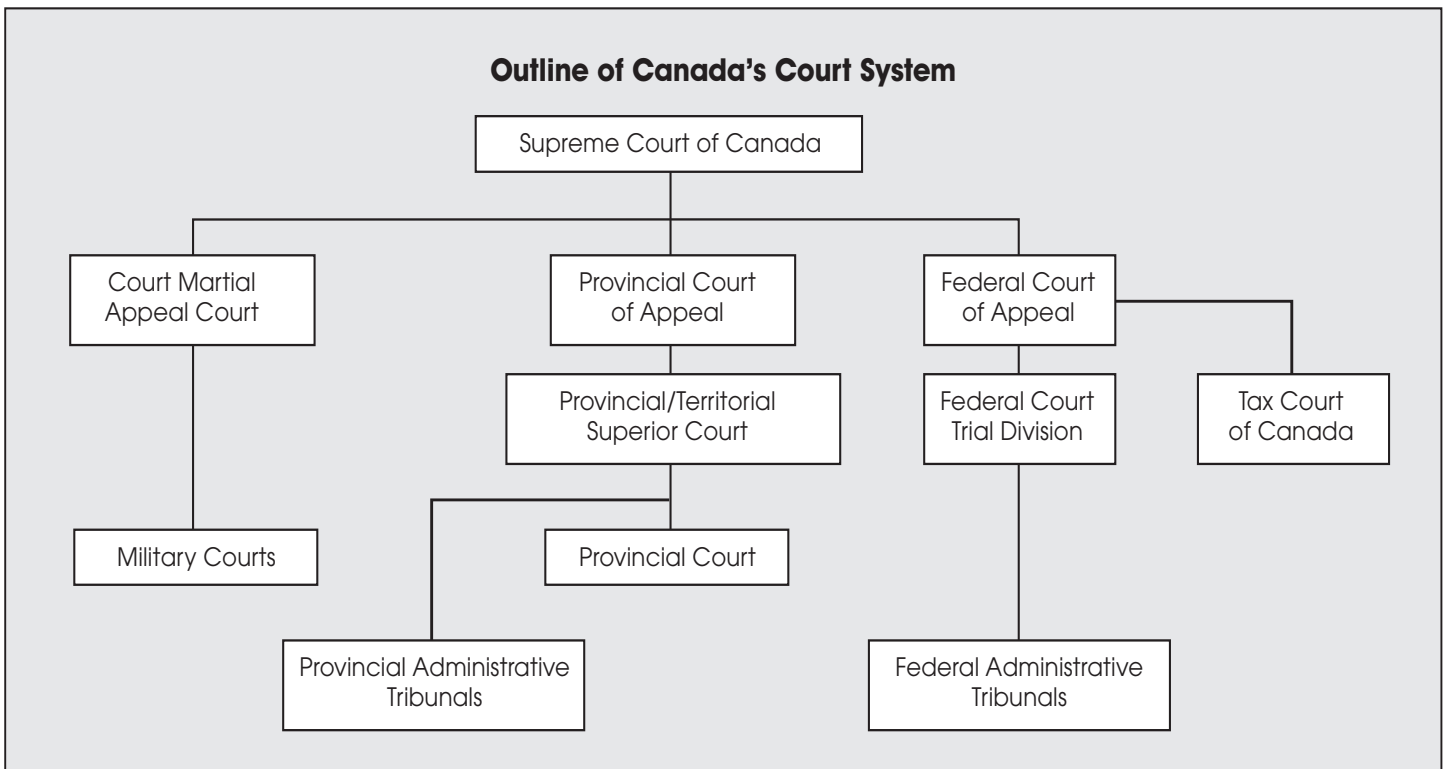 Outline of Canada's Court System
Supreme Court of Canada
Court Martial
Appeal Court
Provincial Court
of Appeal
Federal Court
of Appeal
Provincial/Territorial
Superior Court
Federal Court
Trial Division
Tax Court
of Canada
Military Courts
Provincial Court
Provincial Administrative
Tribunals
Federal Administrative
Tribunals